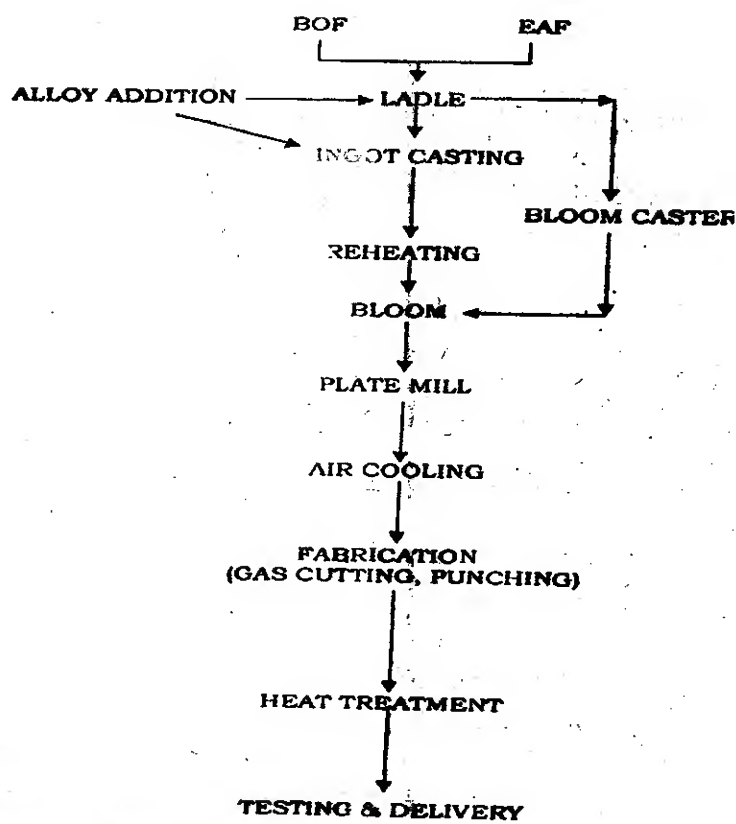 BOF EAF
ALLOY ADDITION LADLE
INGOT CASTING
BLOOM CASTER
REHEATING
BLOOM
PLATE MILL
AIR COOLING
FABRICATION
(GAS CUTTING, PUNCHING)
HEAT TREATMENT
TESTING & DELIVERY